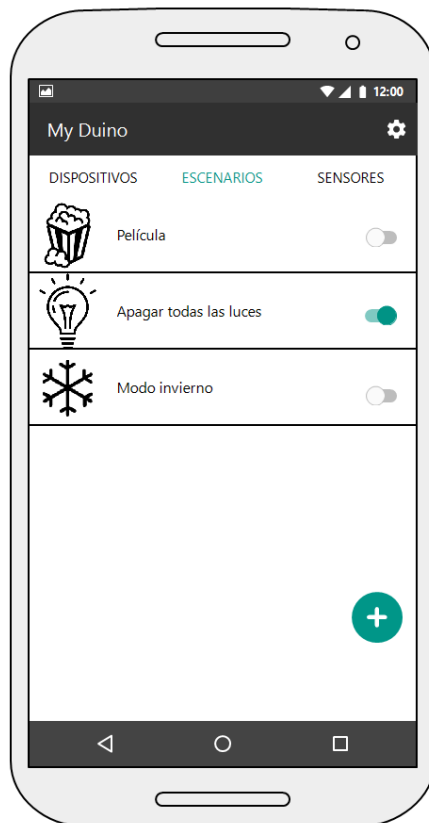 12:00
My Duino
DISPOSITIVOS ESCENARIOS SENSORES
Película
Apagar todas las luces
Modo invierno